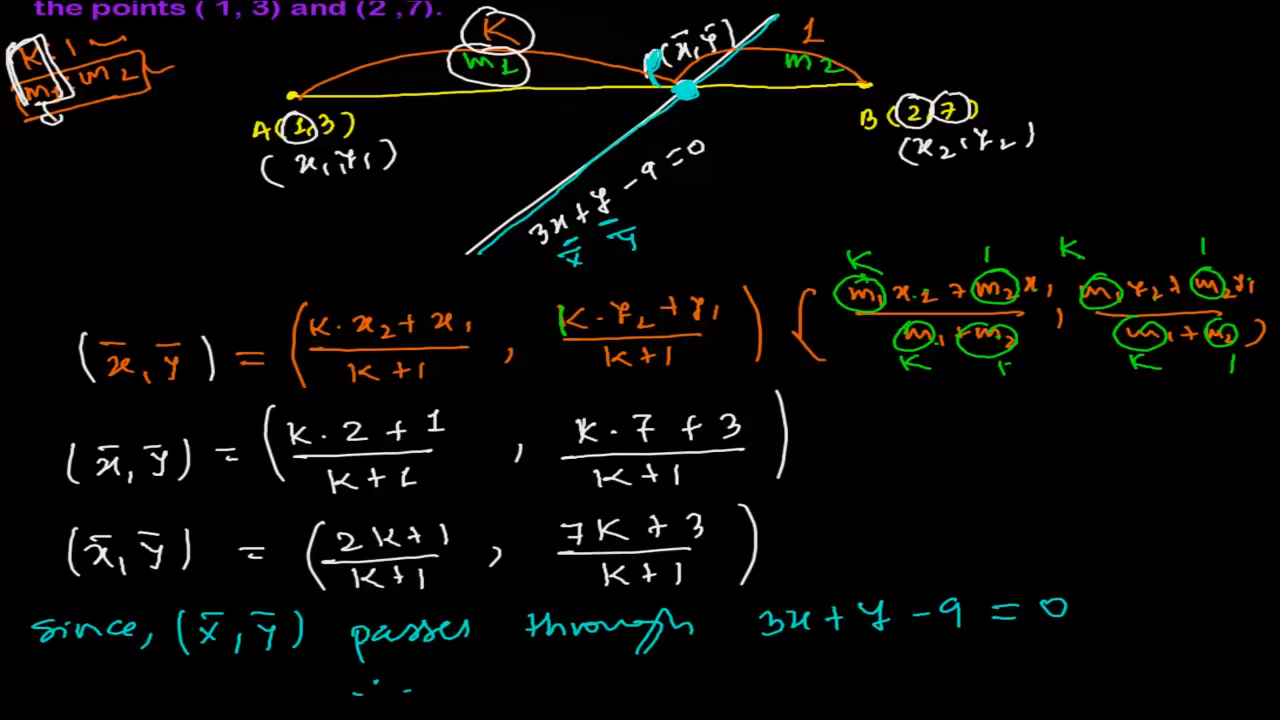 the points ( 1, 3) and (2 ,7).
K : 1
m1 : m2
K
m1
(x̄, ȳ)
1
m2
A (1, 3)
(x1, y1)
B (2, 7)
(x2, y2)
3x + y - 9 = 0
x̄ ȳ
(x̄, ȳ) = ( (K · x2 + x1)/(K + 1) , (K · y2 + y1)/(K + 1) ) ( (m1 x2 + m2 x1)/(m1 + m2) , (m1 y2 + m2 y1)/(m1 + m2) )
K 1 K 1
K 1 K 1
(x̄, ȳ) = ( (K · 2 + 1)/(K + 1) , (K · 7 + 3)/(K + 1) )
(x̄, ȳ) = ( (2K + 1)/(K + 1) , (7K + 3)/(K + 1) )
since, (x̄, ȳ) passes through 3x + y - 9 = 0